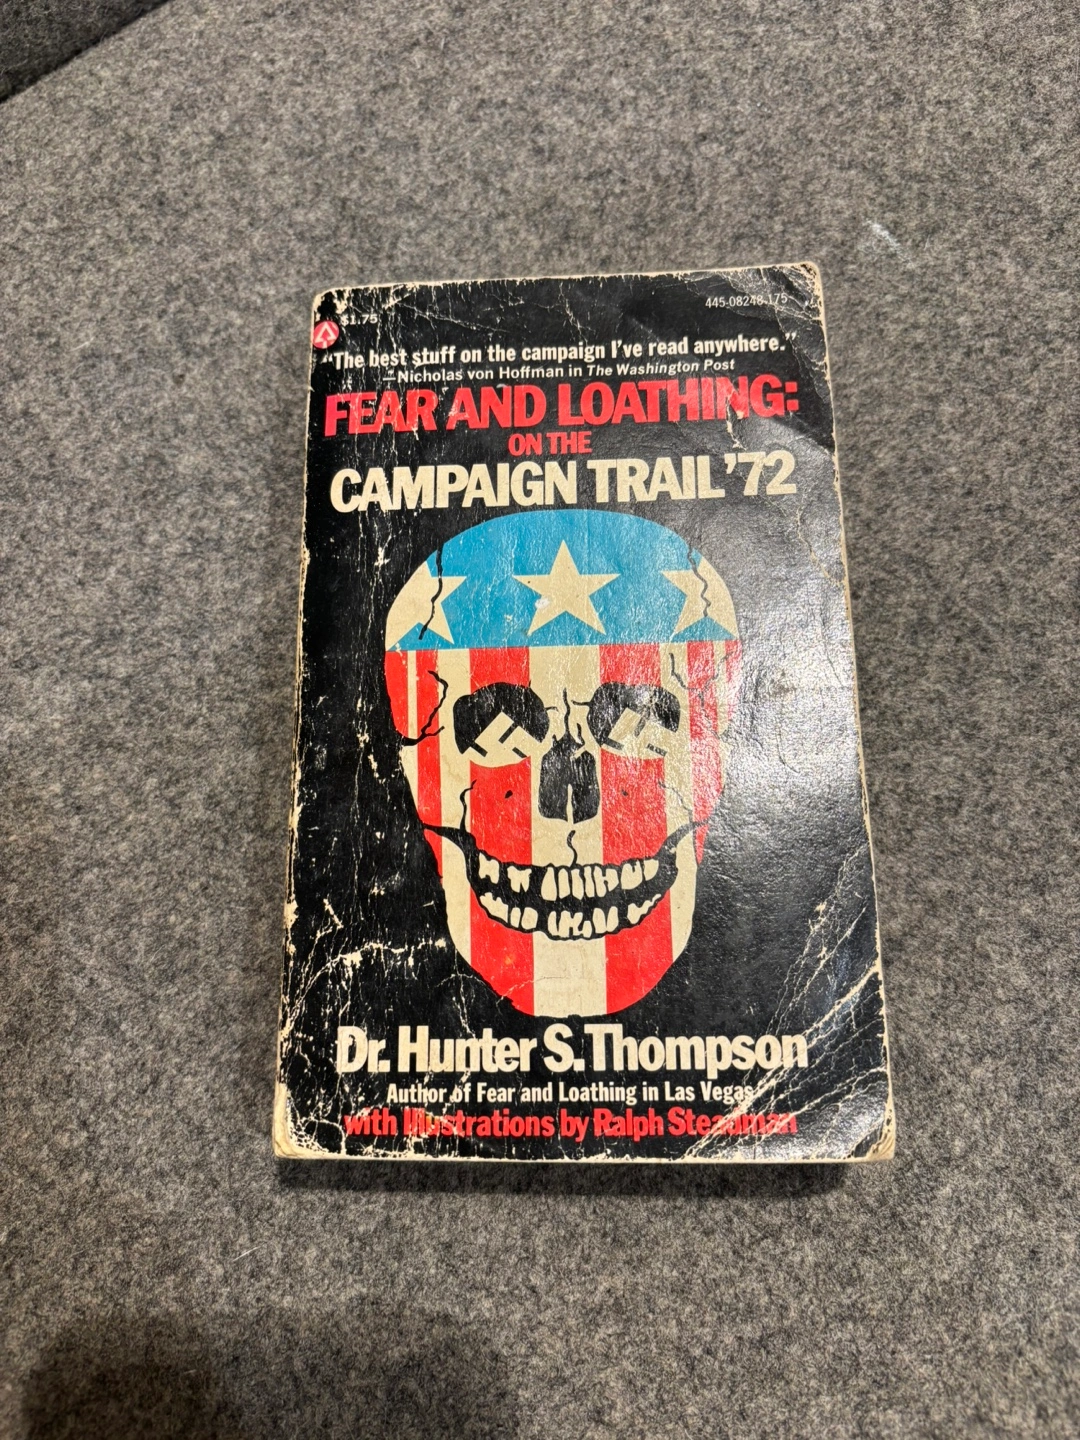 445-08248-175
$1.75
"The best stuff on the campaign I've read anywhere."
—Nicholas von Hoffman in The Washington Post
FEAR AND LOATHING:
ON THE
CAMPAIGN TRAIL '72
Dr. Hunter S. Thompson
Author of Fear and Loathing in Las Vegas
with Illustrations by Ralph Steadman